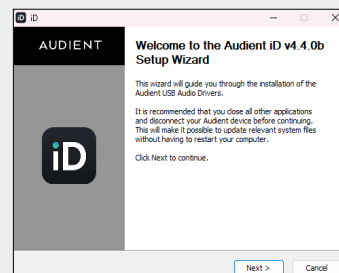 iD iD
AUDIENT
Welcome to the Audient iD v4.4.0b
Setup Wizard
This wizard will guide you through the installation of the
Audient USB Audio Drivers.
It is recommended that you close all other applications
and disconnect your Audient device before continuing.
This will make it possible to update relevant system files
without having to restart your computer.
Click Next to continue.
iD
Next > Cancel